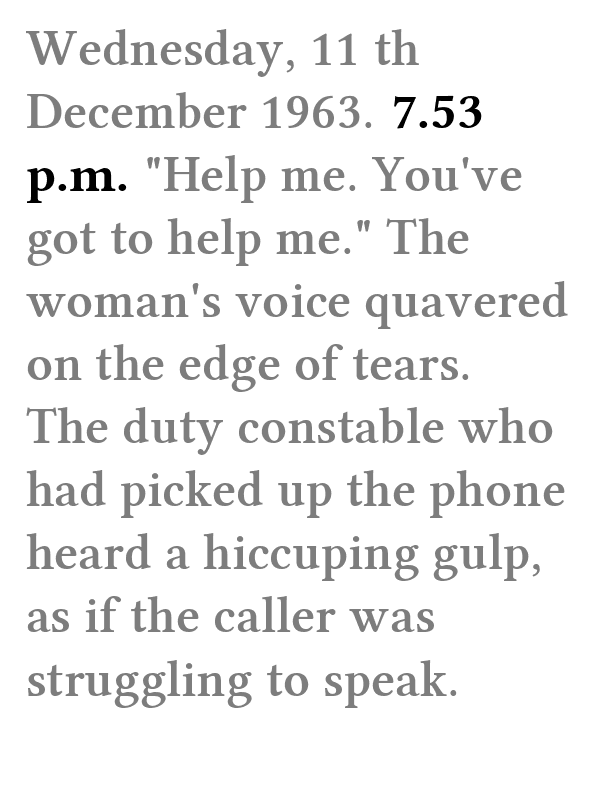 Wednesday, 11 th
December 1963. 7.53
p.m. "Help me. You've
got to help me." The
woman's voice quavered
on the edge of tears.
The duty constable who
had picked up the phone
heard a hiccuping gulp,
as if the caller was
struggling to speak.